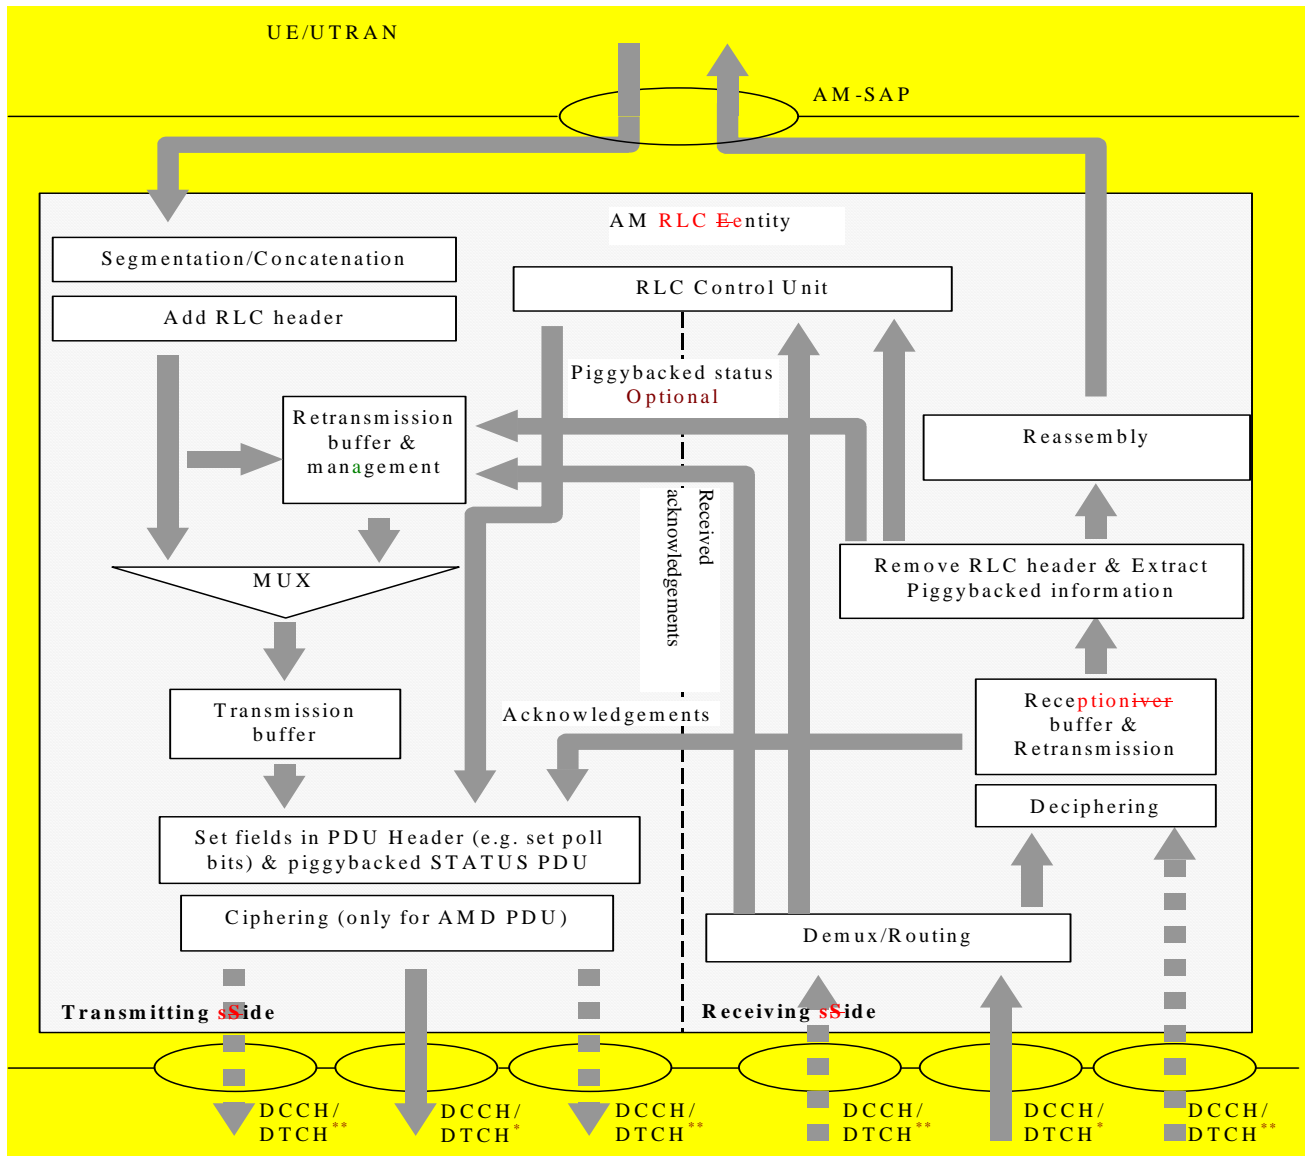 UE/UTRAN
AM-SAP
AM RLC Eentity
Segmentation/Concatenation
RLC Control Unit
Add RLC header
Piggybacked status
Optional
Retransmission
buffer &
management
Reassembly
Received
acknowledgements
Remove RLC header & Extract
Piggybacked information
MUX
Transmission
buffer
Acknowledgements
Receptioniver
buffer &
Retransmission
Deciphering
Set fields in PDU Header (e.g. set poll
bits) & piggybacked STATUS PDU
Ciphering (only for AMD PDU)
Demux/Routing
Transmitting sSide
Receiving sSide
DCCH/
DTCH**
DCCH/
DTCH*
DCCH/
DTCH**
DCCH/
DTCH**
DCCH/
DTCH*
DCCH/
DTCH**